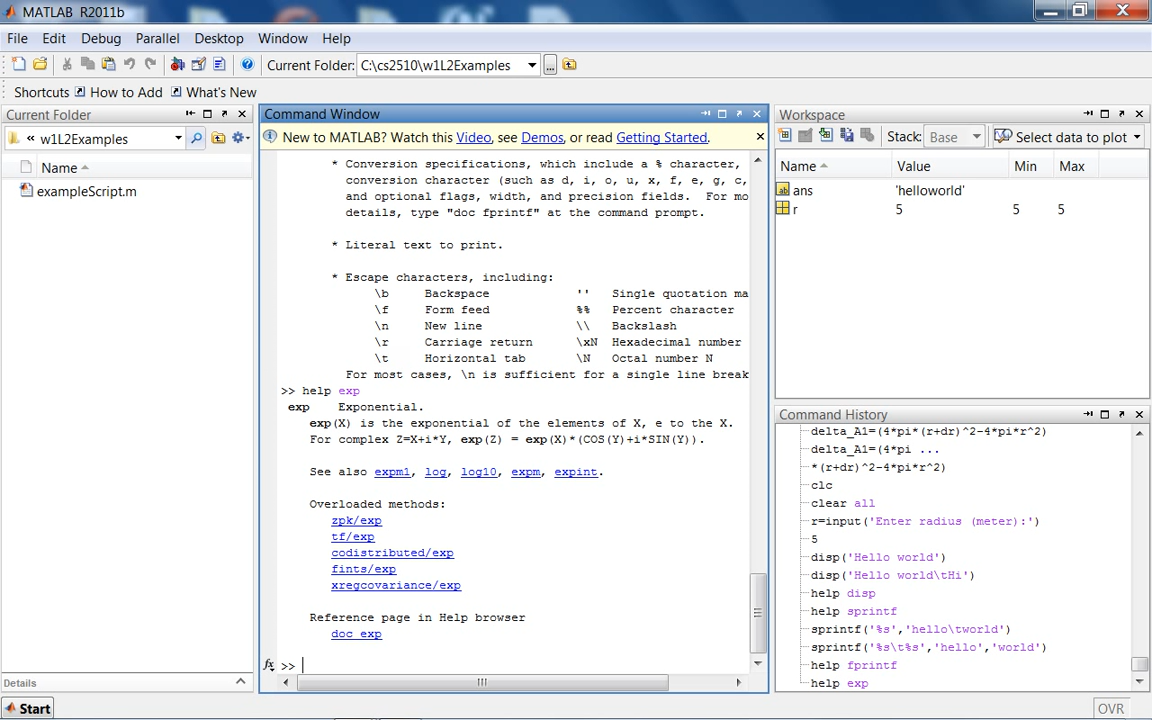 MATLAB R2011b
File Edit Debug Parallel Desktop Window Help
Current Folder: C:\cs2510\w1L2Examples
Shortcuts How to Add What's New
Current Folder
« w1L2Examples
Name
exampleScript.m
Details
Command Window
New to MATLAB? Watch this Video, see Demos, or read Getting Started.
* Conversion specifications, which include a % character,
conversion character (such as d, i, o, u, x, f, e, g, c,
and optional flags, width, and precision fields. For mo
details, type "doc fprintf" at the command prompt.
* Literal text to print.
* Escape characters, including:
\b Backspace '' Single quotation ma
\f Form feed %% Percent character
\n New line \\ Backslash
\r Carriage return \xN Hexadecimal number
\t Horizontal tab \N Octal number N
For most cases, \n is sufficient for a single line break
>> help exp
exp Exponential.
exp(X) is the exponential of the elements of X, e to the X.
For complex Z=X+i*Y, exp(Z) = exp(X)*(COS(Y)+i*SIN(Y)).
See also expm1, log, log10, expm, expint.
Overloaded methods:
zpk/exp
tf/exp
codistributed/exp
fints/exp
xregcovariance/exp
Reference page in Help browser
doc exp
fx >>
Workspace
Stack: Base Select data to plot
Name Value Min Max
ans 'helloworld'
r 5 5 5
Command History
delta_A1=(4*pi*(r+dr)^2-4*pi*r^2)
delta_A1=(4*pi ...
*(r+dr)^2-4*pi*r^2)
clc
clear all
r=input('Enter radius (meter):')
5
disp('Hello world')
disp('Hello world\tHi')
help disp
help sprintf
sprintf('%s','hello\tworld')
sprintf('%s\t%s','hello','world')
help fprintf
help exp
Start
OVR